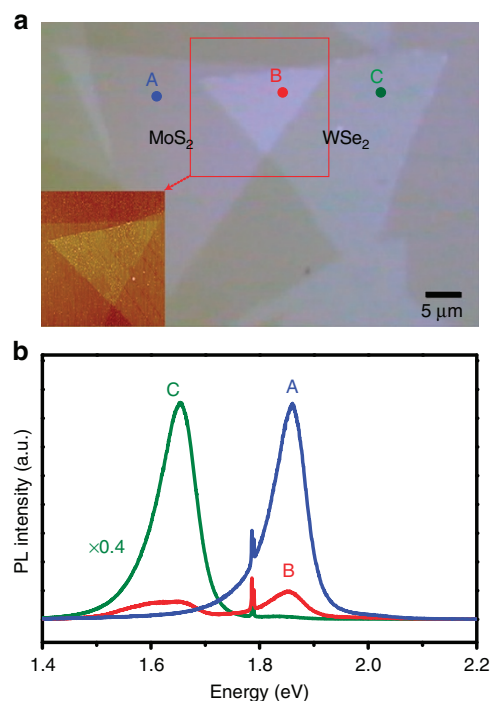 a
A
B
C
MoS₂
WSe₂
5 µm
b
C
A
×0.4
B
PL intensity (a.u.)
1.4 1.6 1.8 2.0 2.2
Energy (eV)